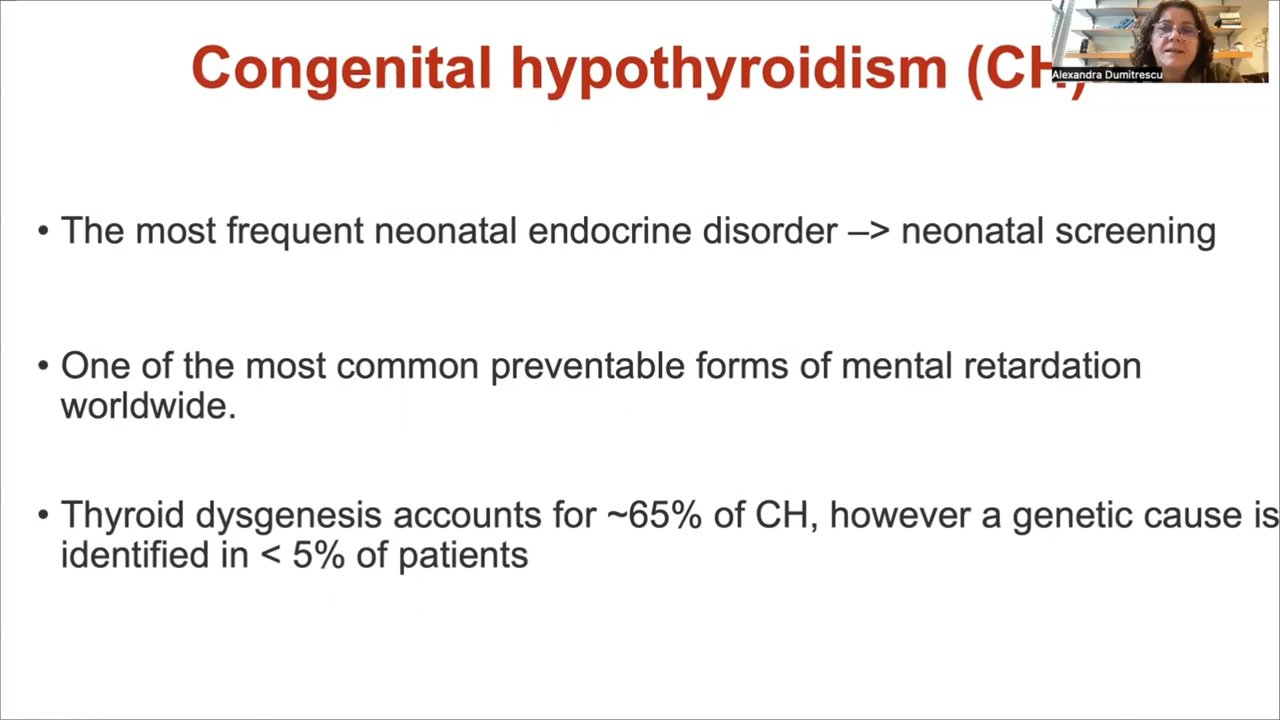 Congenital hypothyroidism (CH)
Alexandra Dumitrescu
• The most frequent neonatal endocrine disorder –> neonatal screening
• One of the most common preventable forms of mental retardation
worldwide.
• Thyroid dysgenesis accounts for ~65% of CH, however a genetic cause is
identified in < 5% of patients